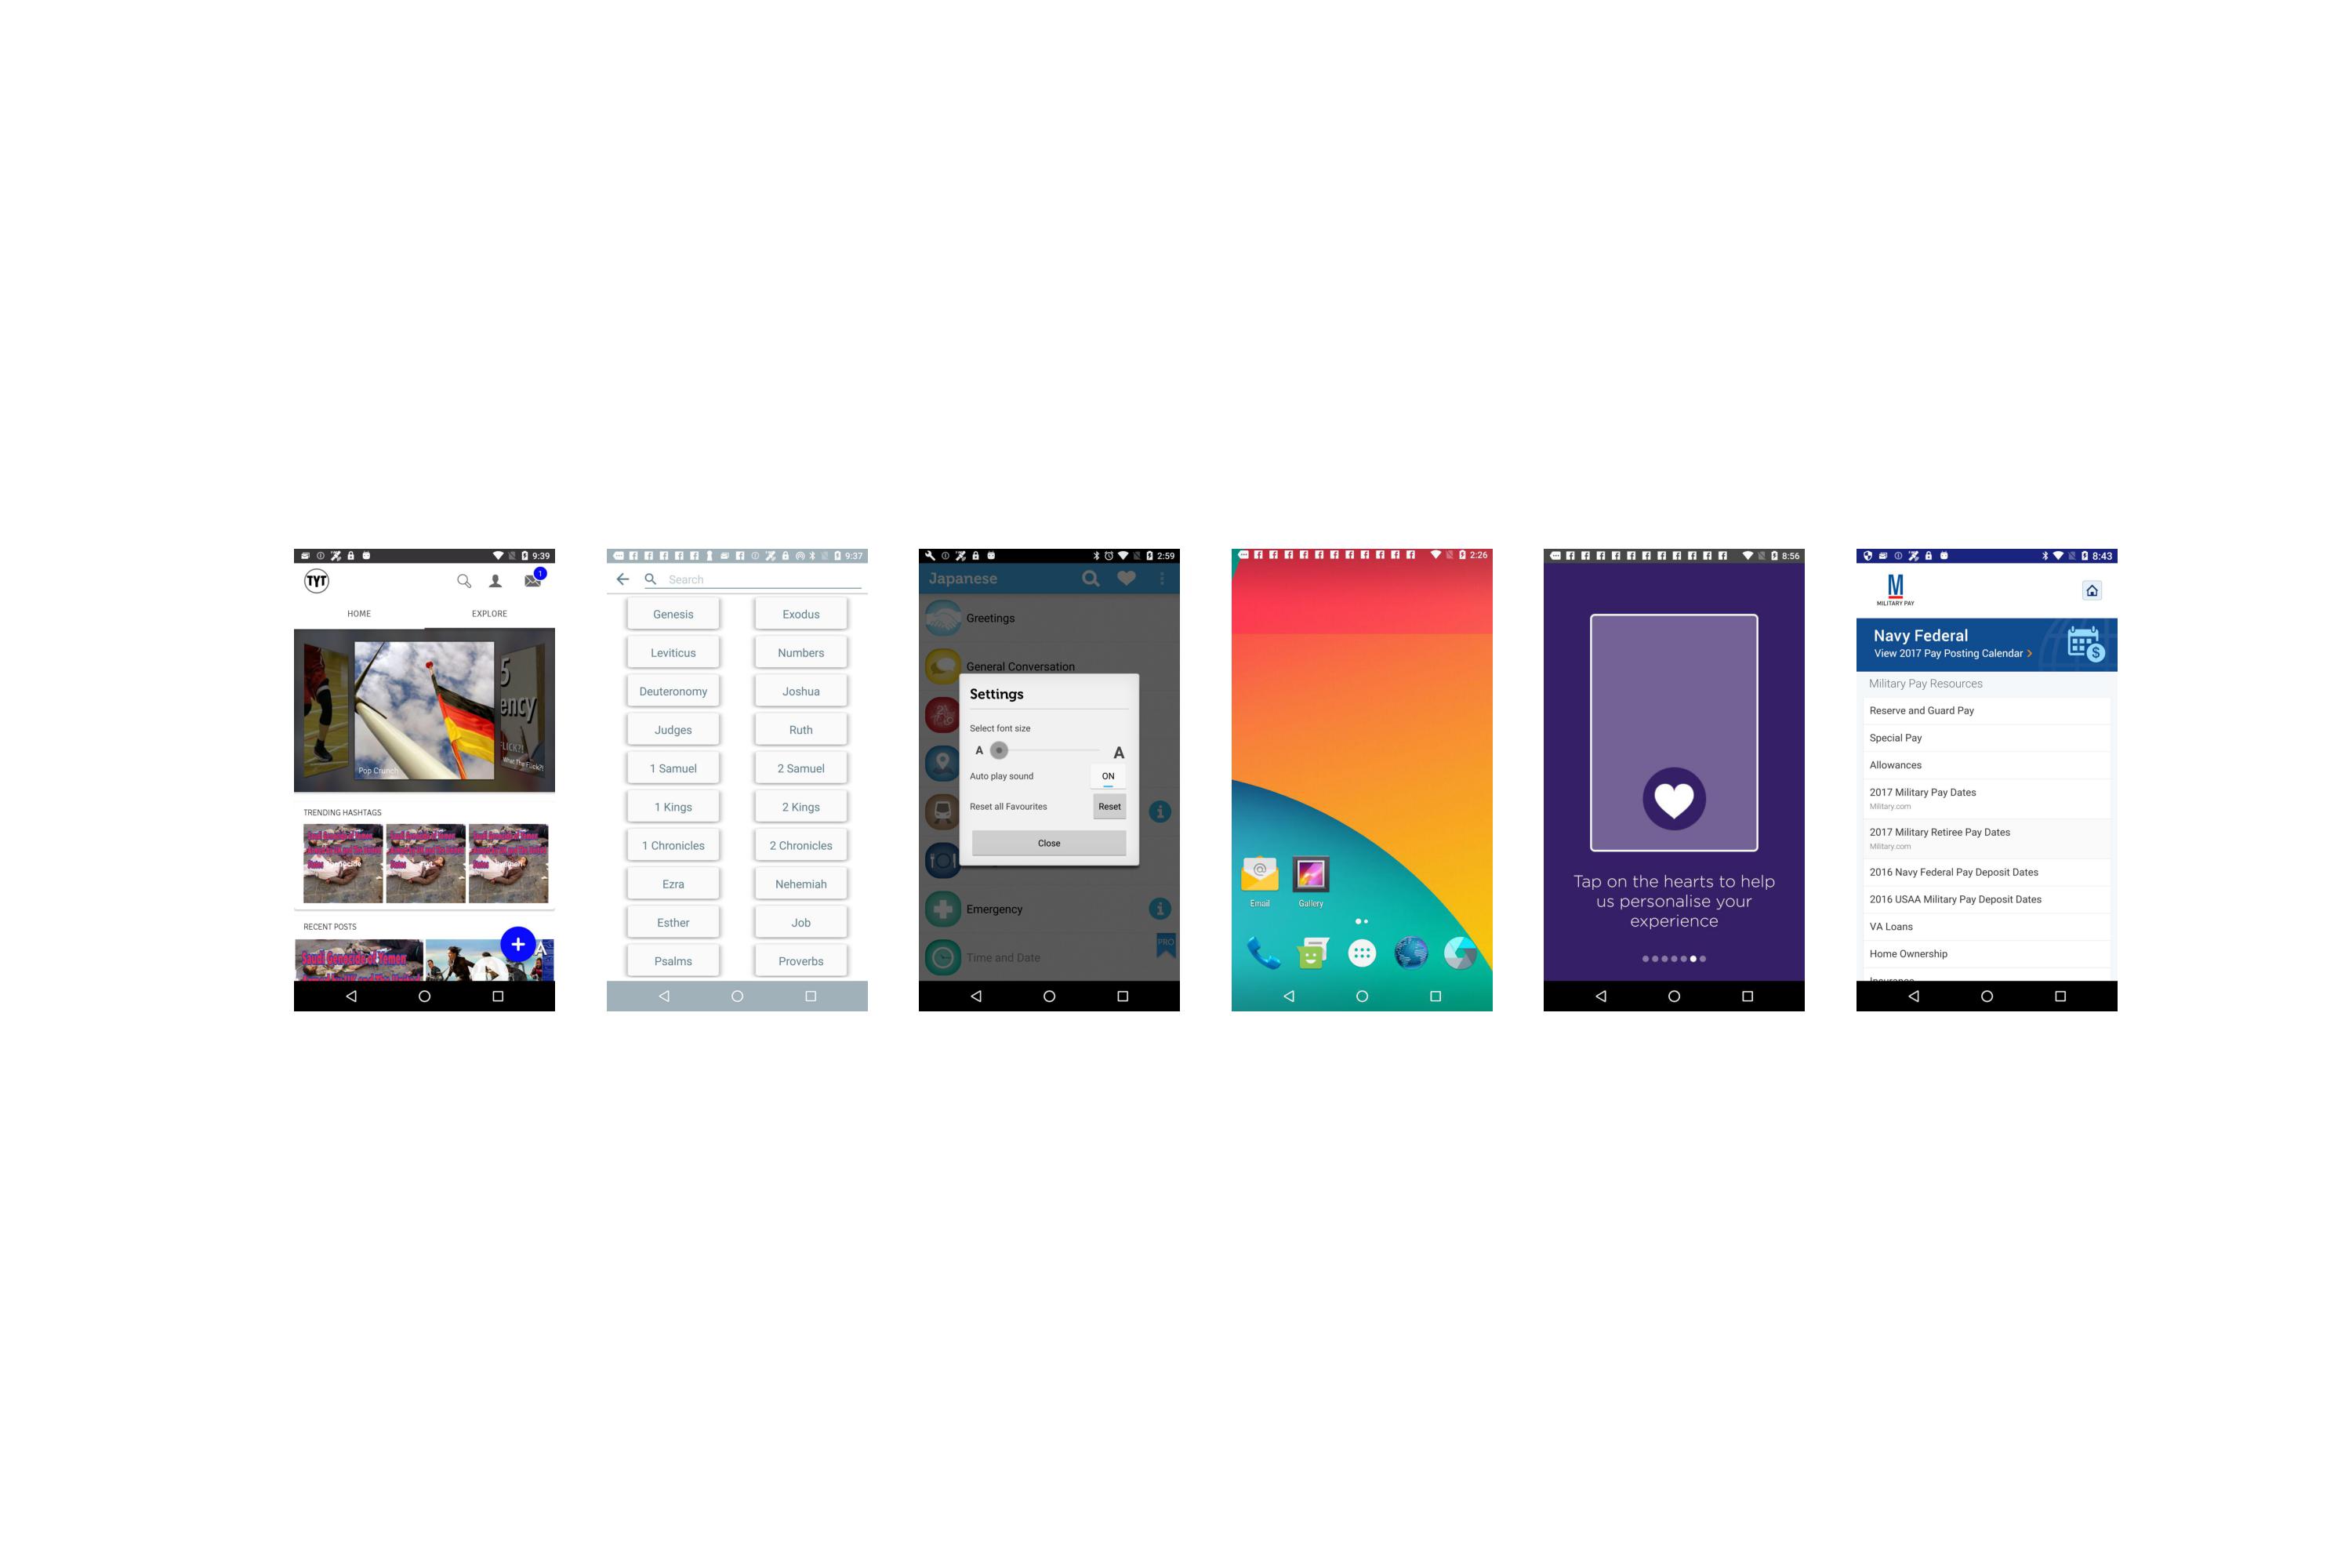 9:39
TYT
1
HOME
EXPLORE
5
ency
FLICK?!
What The Flick?!
Pop Crunch
TRENDING HASHTAGS
RECENT POSTS
Saudi Genocide of Yemen
9:37
Search
Genesis
Exodus
Leviticus
Numbers
Deuteronomy
Joshua
Judges
Ruth
1 Samuel
2 Samuel
1 Kings
2 Kings
1 Chronicles
2 Chronicles
Ezra
Nehemiah
Esther
Job
Psalms
Proverbs
2:59
Japanese
Greetings
General Conversation
Settings
Select font size
A
A
Auto play sound
ON
Reset all Favourites
Reset
Close
Emergency
PRO
Time and Date
2:26
Email
Gallery
8:56
Tap on the hearts to help
us personalise your
experience
8:43
M
MILITARY PAY
Navy Federal
View 2017 Pay Posting Calendar
Military Pay Resources
Reserve and Guard Pay
Special Pay
Allowances
2017 Military Pay Dates
Military.com
2017 Military Retiree Pay Dates
Military.com
2016 Navy Federal Pay Deposit Dates
2016 USAA Military Pay Deposit Dates
VA Loans
Home Ownership
Insurance